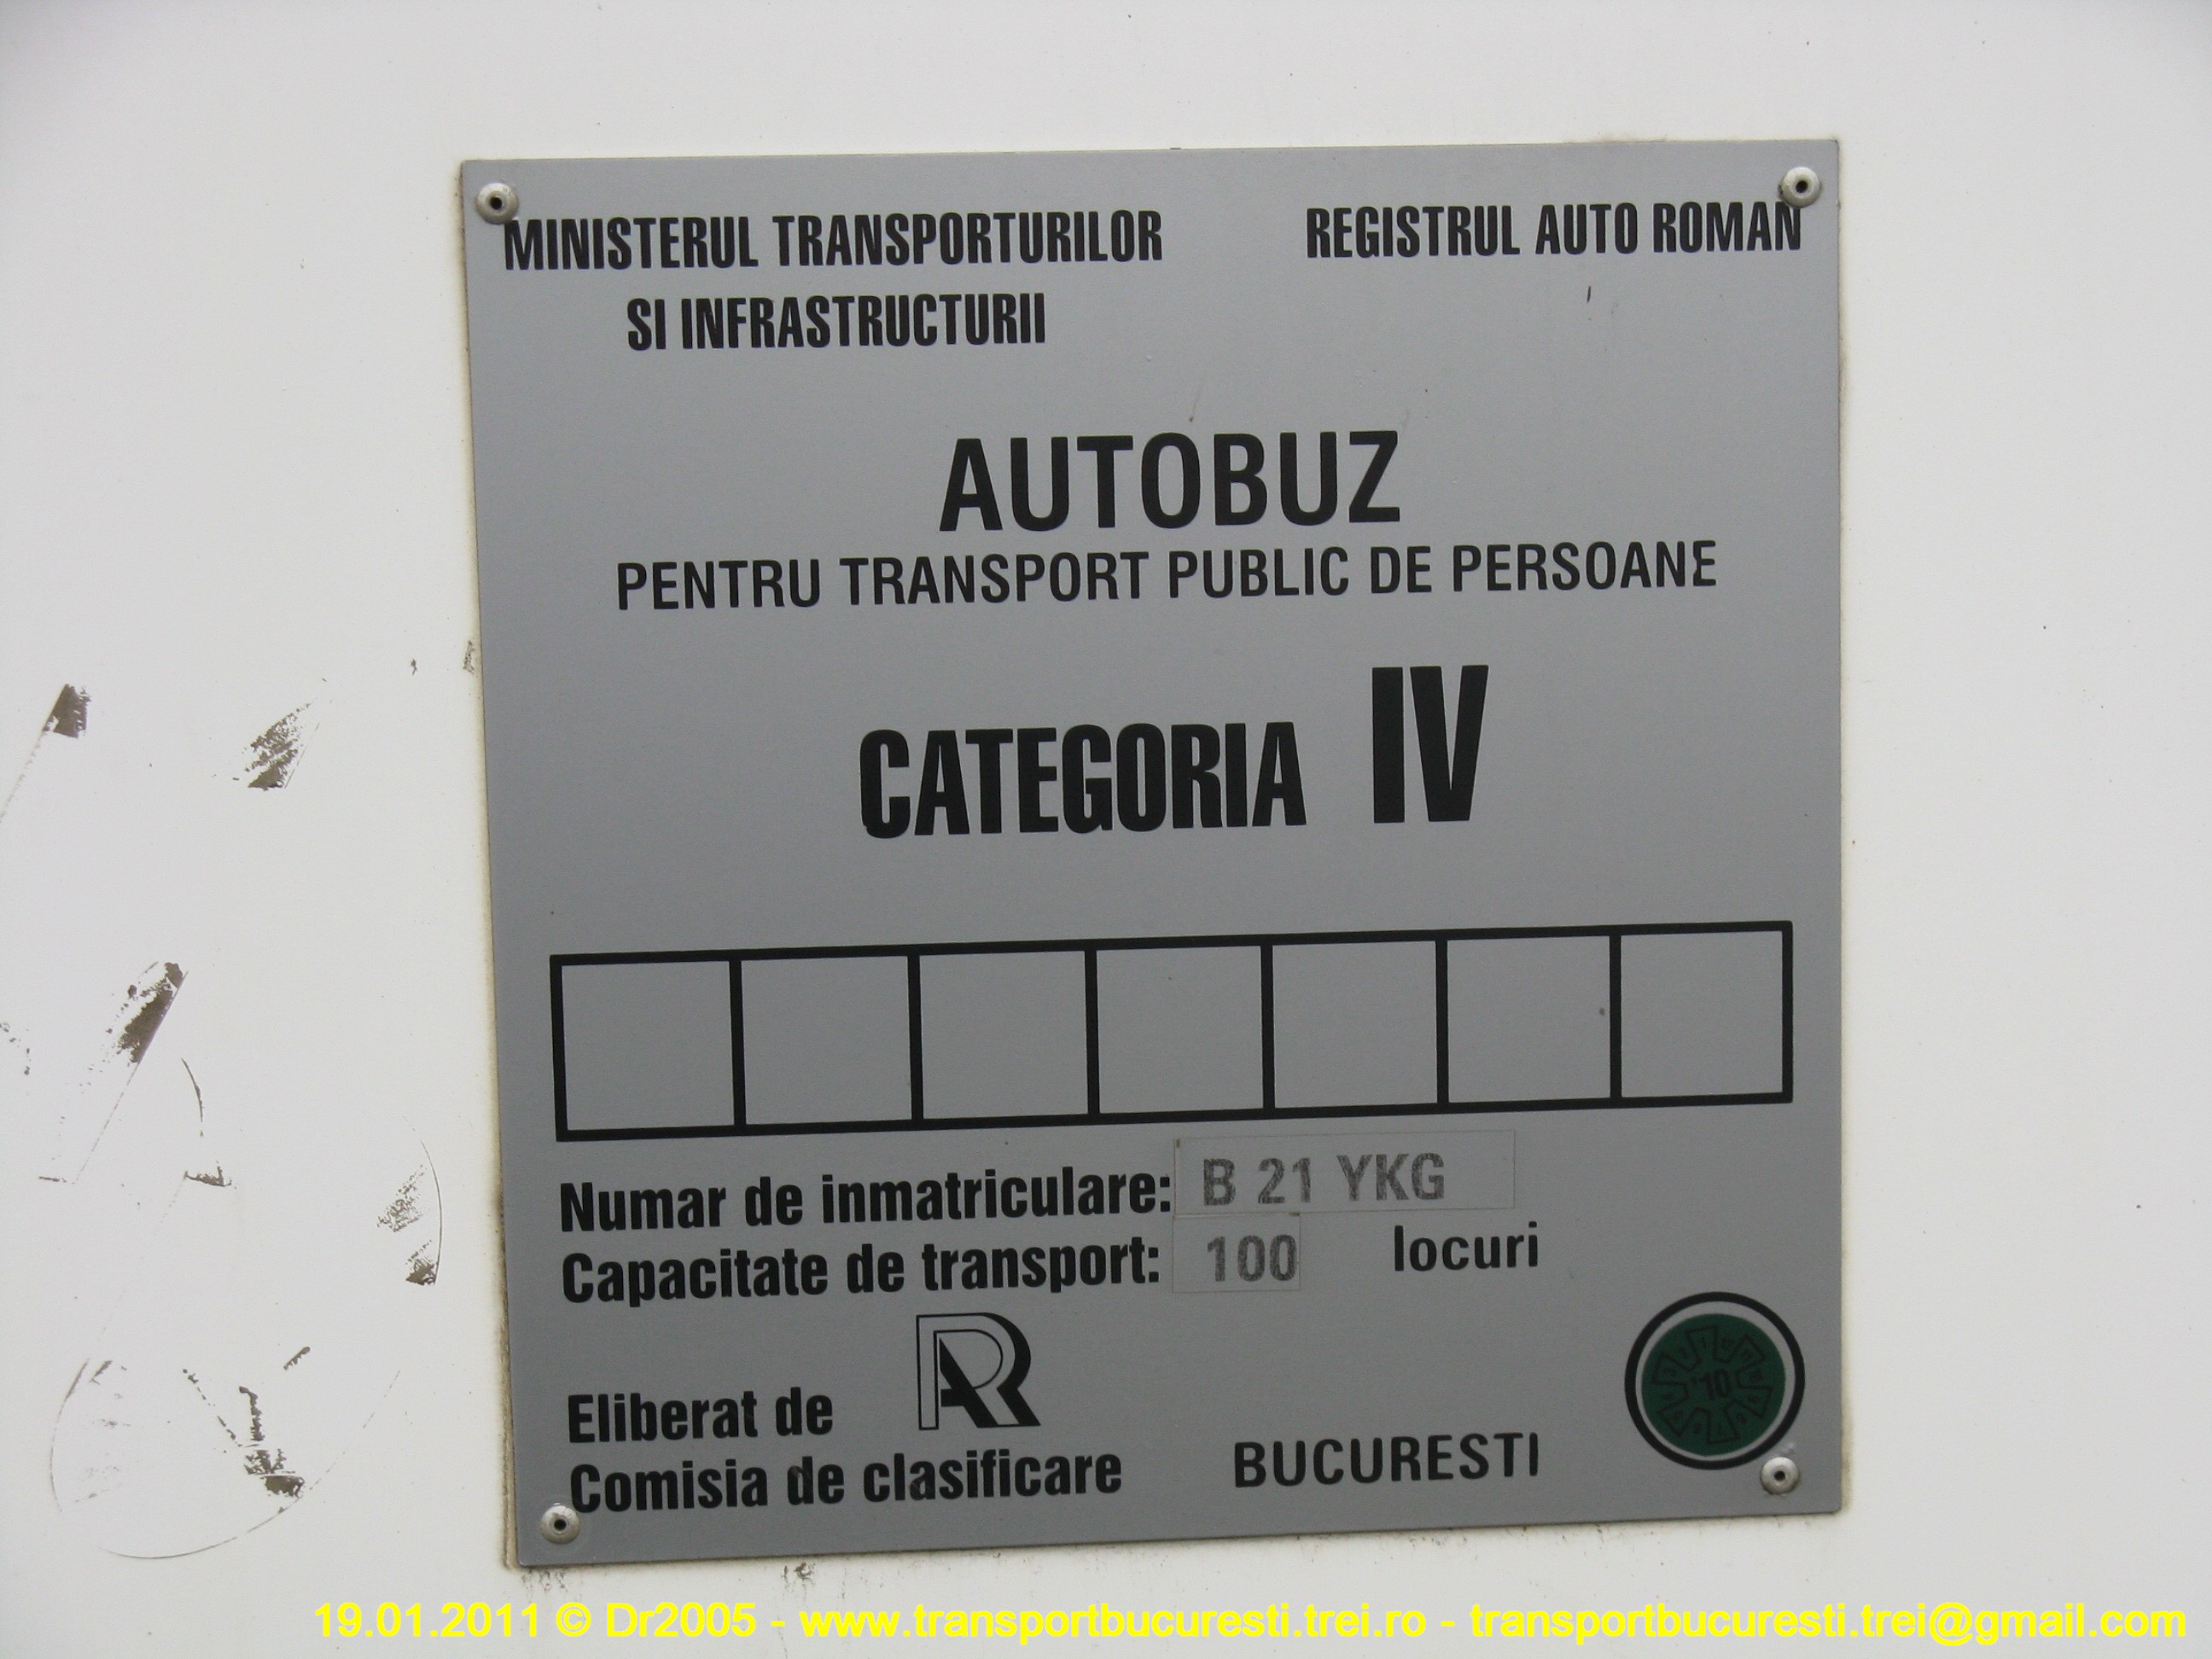 MINISTERUL TRANSPORTURILOR
SI INFRASTRUCTURII
REGISTRUL AUTO ROMAN
AUTOBUZ
PENTRU TRANSPORT PUBLIC DE PERSOANE
CATEGORIA IV
Numar de inmatriculare: B 21 YKG
Capacitate de transport: 100 locuri
Eliberat de RAR
Comisia de clasificare BUCURESTI
'10
19.01.2011 © Dr2005 - www.transportbucuresti.trei.ro - transportbucuresti.trei@gmail.com